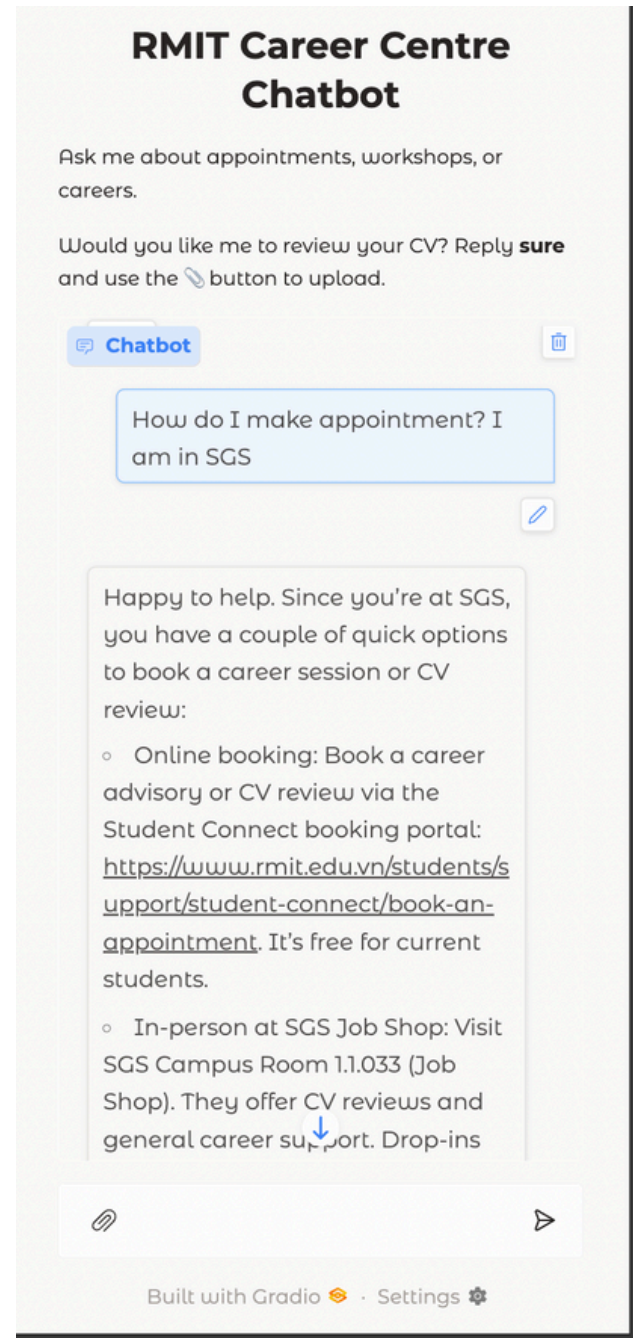 RMIT Career Centre
Chatbot
Ask me about appointments, workshops, or
careers.
Would you like me to review your CV? Reply sure
and use the 📎 button to upload.
Chatbot
How do I make appointment? I
am in SGS
Happy to help. Since you’re at SGS,
you have a couple of quick options
to book a career session or CV
review:
◦ Online booking: Book a career
advisory or CV review via the
Student Connect booking portal:
https://www.rmit.edu.vn/students/s
upport/student-connect/book-an-
appointment. It’s free for current
students.
◦ In-person at SGS Job Shop: Visit
SGS Campus Room 1.1.033 (Job
Shop). They offer CV reviews and
general career support. Drop-ins
Built with Gradio · Settings